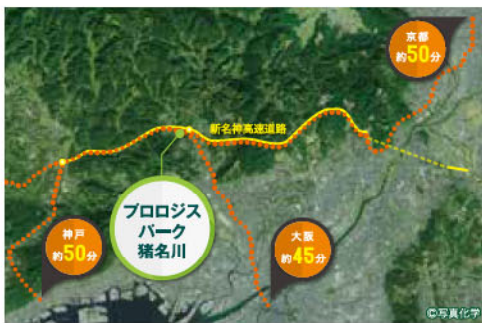 京都
約50分
新名神高速道路
プロロジス
パーク
猪名川
神戸
約50分
大阪
約45分
©写真化学